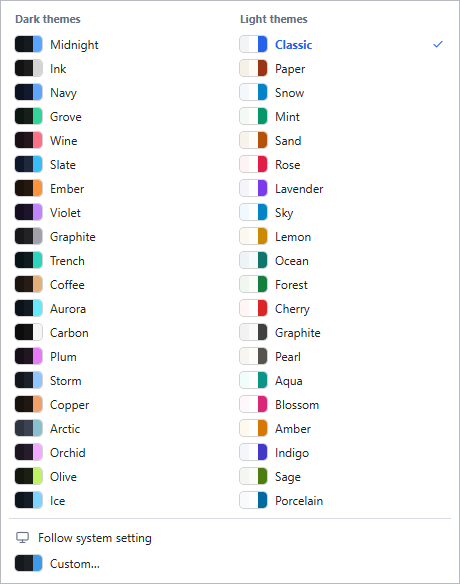 Dark themes
Midnight
Ink
Navy
Grove
Wine
Slate
Ember
Violet
Graphite
Trench
Coffee
Aurora
Carbon
Plum
Storm
Copper
Arctic
Orchid
Olive
Ice
Light themes
Classic
Paper
Snow
Mint
Sand
Rose
Lavender
Sky
Lemon
Ocean
Forest
Cherry
Graphite
Pearl
Aqua
Blossom
Amber
Indigo
Sage
Porcelain
Follow system setting
Custom...